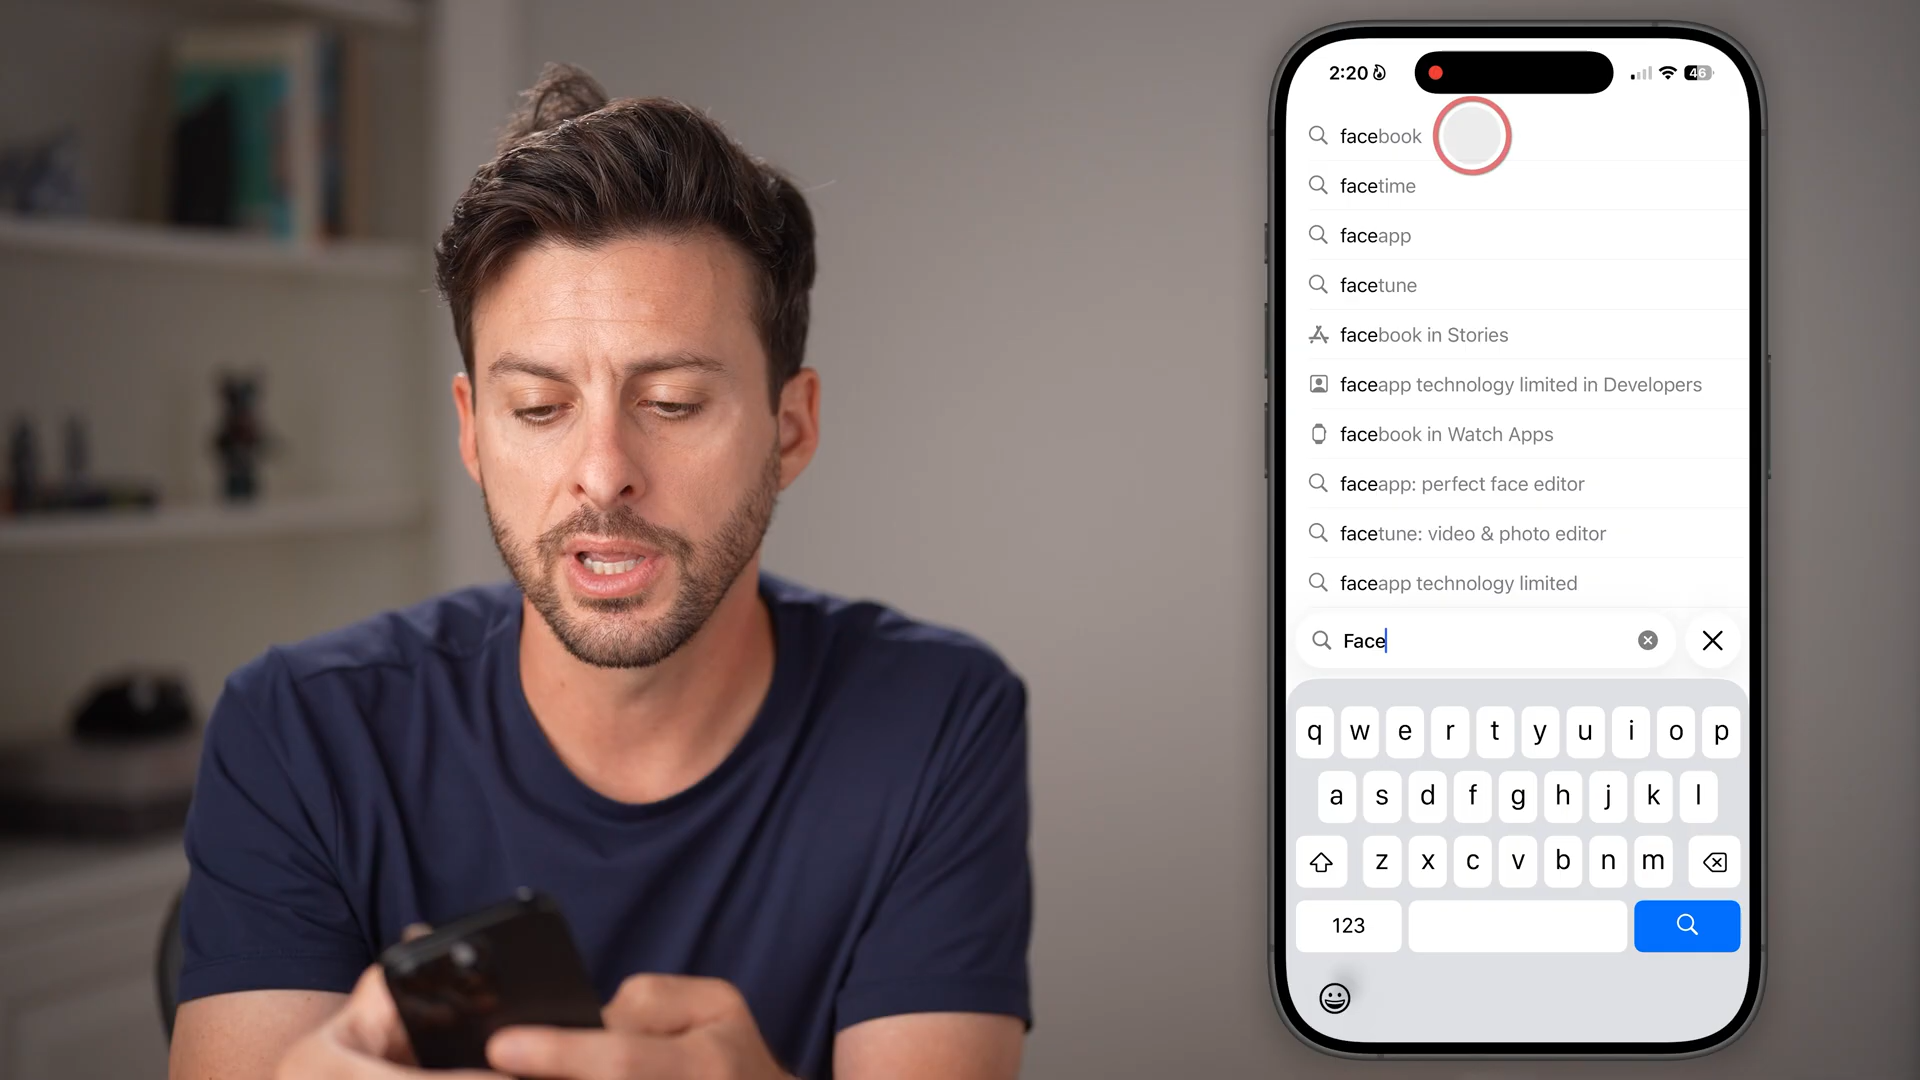 2:20
46
facebook
facetime
faceapp
facetune
facebook in Stories
faceapp technology limited in Developers
facebook in Watch Apps
faceapp: perfect face editor
facetune: video & photo editor
faceapp technology limited
Face
q w e r t y u i o p
a s d f g h j k l
z x c v b n m
123